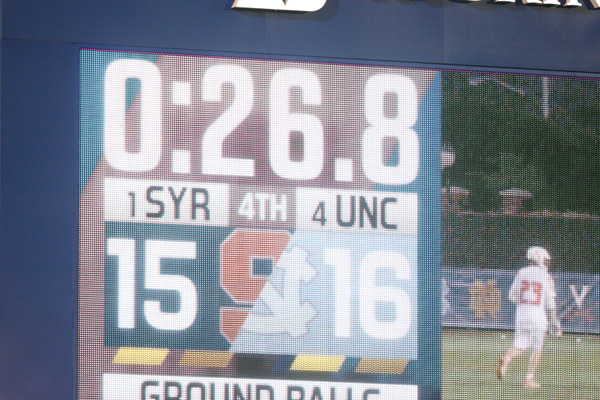 0:26.8
1 SYR 4TH 4 UNC
15 16
GROUND BALLS
23